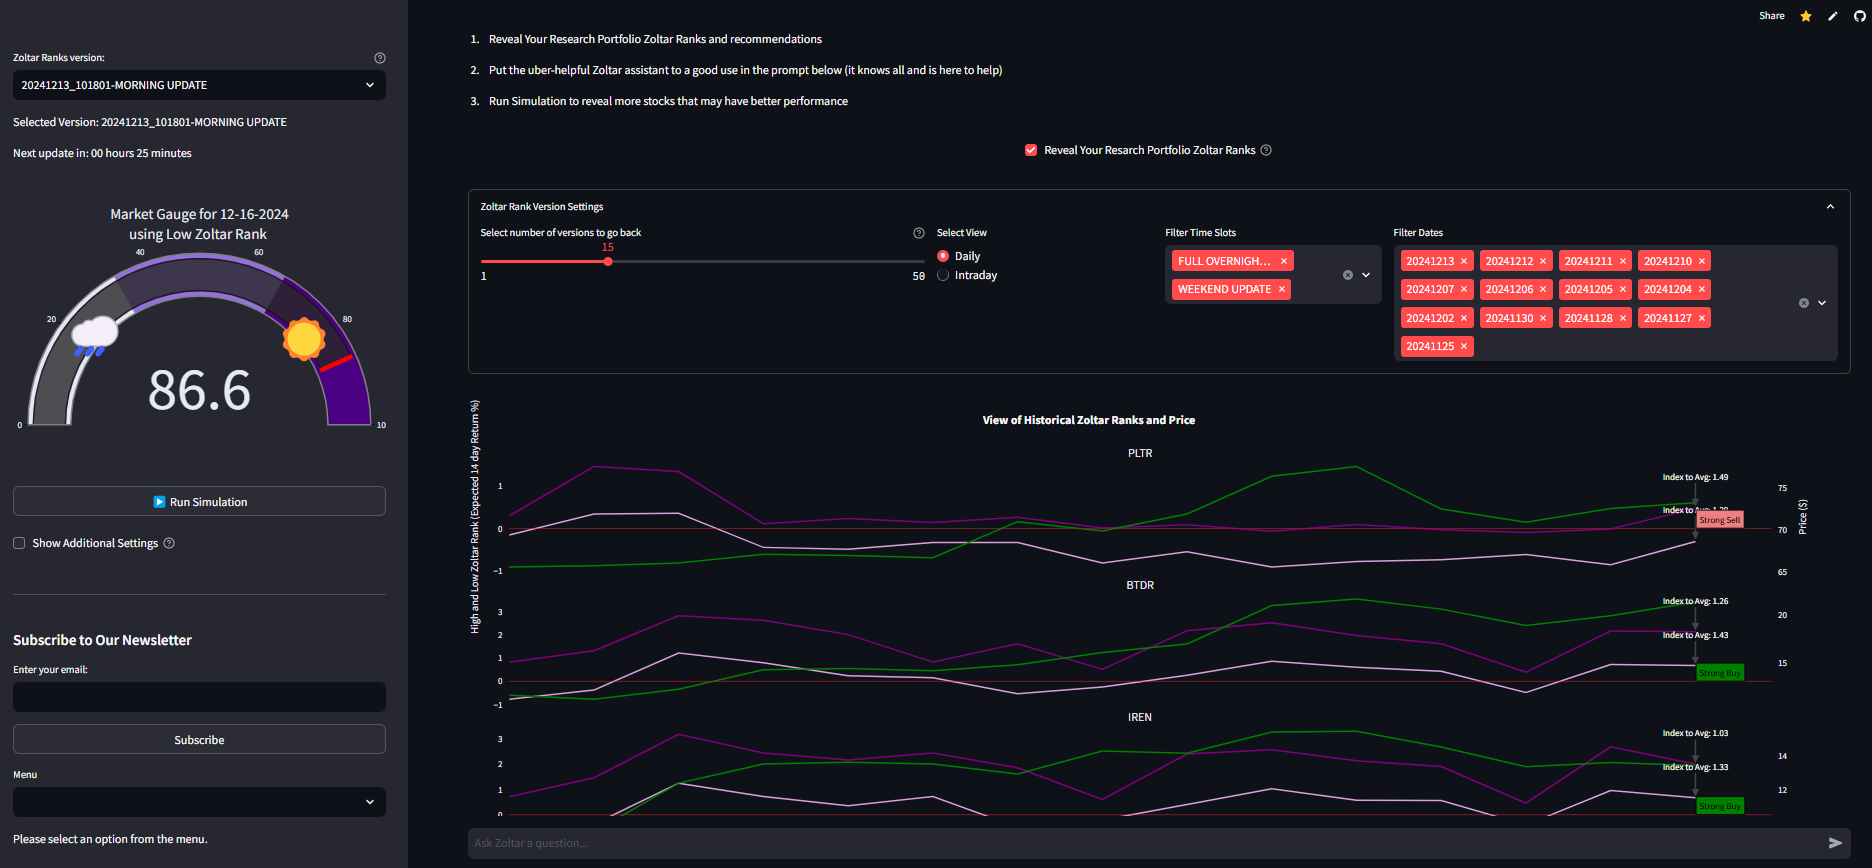 Share
Zoltar Ranks version:
20241213_101801-MORNING UPDATE
Selected Version: 20241213_101801-MORNING UPDATE
Next update in: 00 hours 25 minutes
Market Gauge for 12-16-2024
using Low Zoltar Rank
0
20
40
60
80
10
86.6
Run Simulation
Show Additional Settings
Subscribe to Our Newsletter
Enter your email:
Subscribe
Menu
Please select an option from the menu.
1. Reveal Your Research Portfolio Zoltar Ranks and recommendations
2. Put the uber-helpful Zoltar assistant to a good use in the prompt below (it knows all and is here to help)
3. Run Simulation to reveal more stocks that may have better performance
Reveal Your Resarch Portfolio Zoltar Ranks
Zoltar Rank Version Settings
Select number of versions to go back
15
1 50
Select View
Daily
Intraday
Filter Time Slots
FULL OVERNIGH...
WEEKEND UPDATE
Filter Dates
20241213 20241212 20241211 20241210
20241207 20241206 20241205 20241204
20241202 20241130 20241128 20241127
20241125
View of Historical Zoltar Ranks and Price
High and Low Zoltar Rank (Expected 14 day Return %)
Price ($)
PLTR
1
0
−1
Index to Avg: 1.49
Index to Avg:
Strong Sell
75
70
65
BTDR
3
2
1
0
−1
Index to Avg: 1.26
Index to Avg: 1.43
Strong Buy
20
15
IREN
3
2
1
0
Index to Avg: 1.03
Index to Avg: 1.33
Strong Buy
14
12
Ask Zoltar a question...